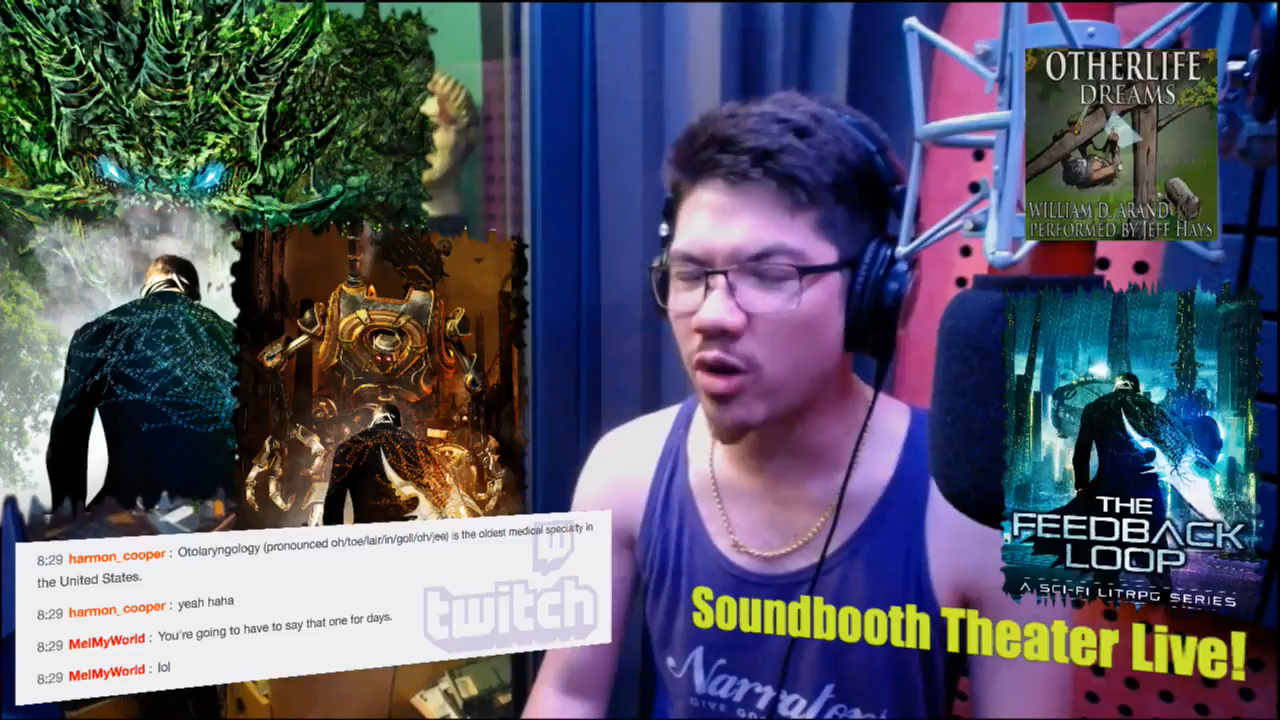 OTHERLIFE
DREAMS
WILLIAM D. ARAND
PERFORMED BY JEFF HAYS
THE
FEEDBACK
LOOP
A SCI-FI LITRPG SERIES
8:29 harmon_cooper : Otolaryngology (pronounced oh/toe/lair/in/goll/oh/jee) is the oldest medical specialty in
the United States.
8:29 harmon_cooper : yeah haha
8:29 MelMyWorld : You're going to have to say that one for days.
8:29 MelMyWorld : lol
twitch
Soundbooth Theater Live!